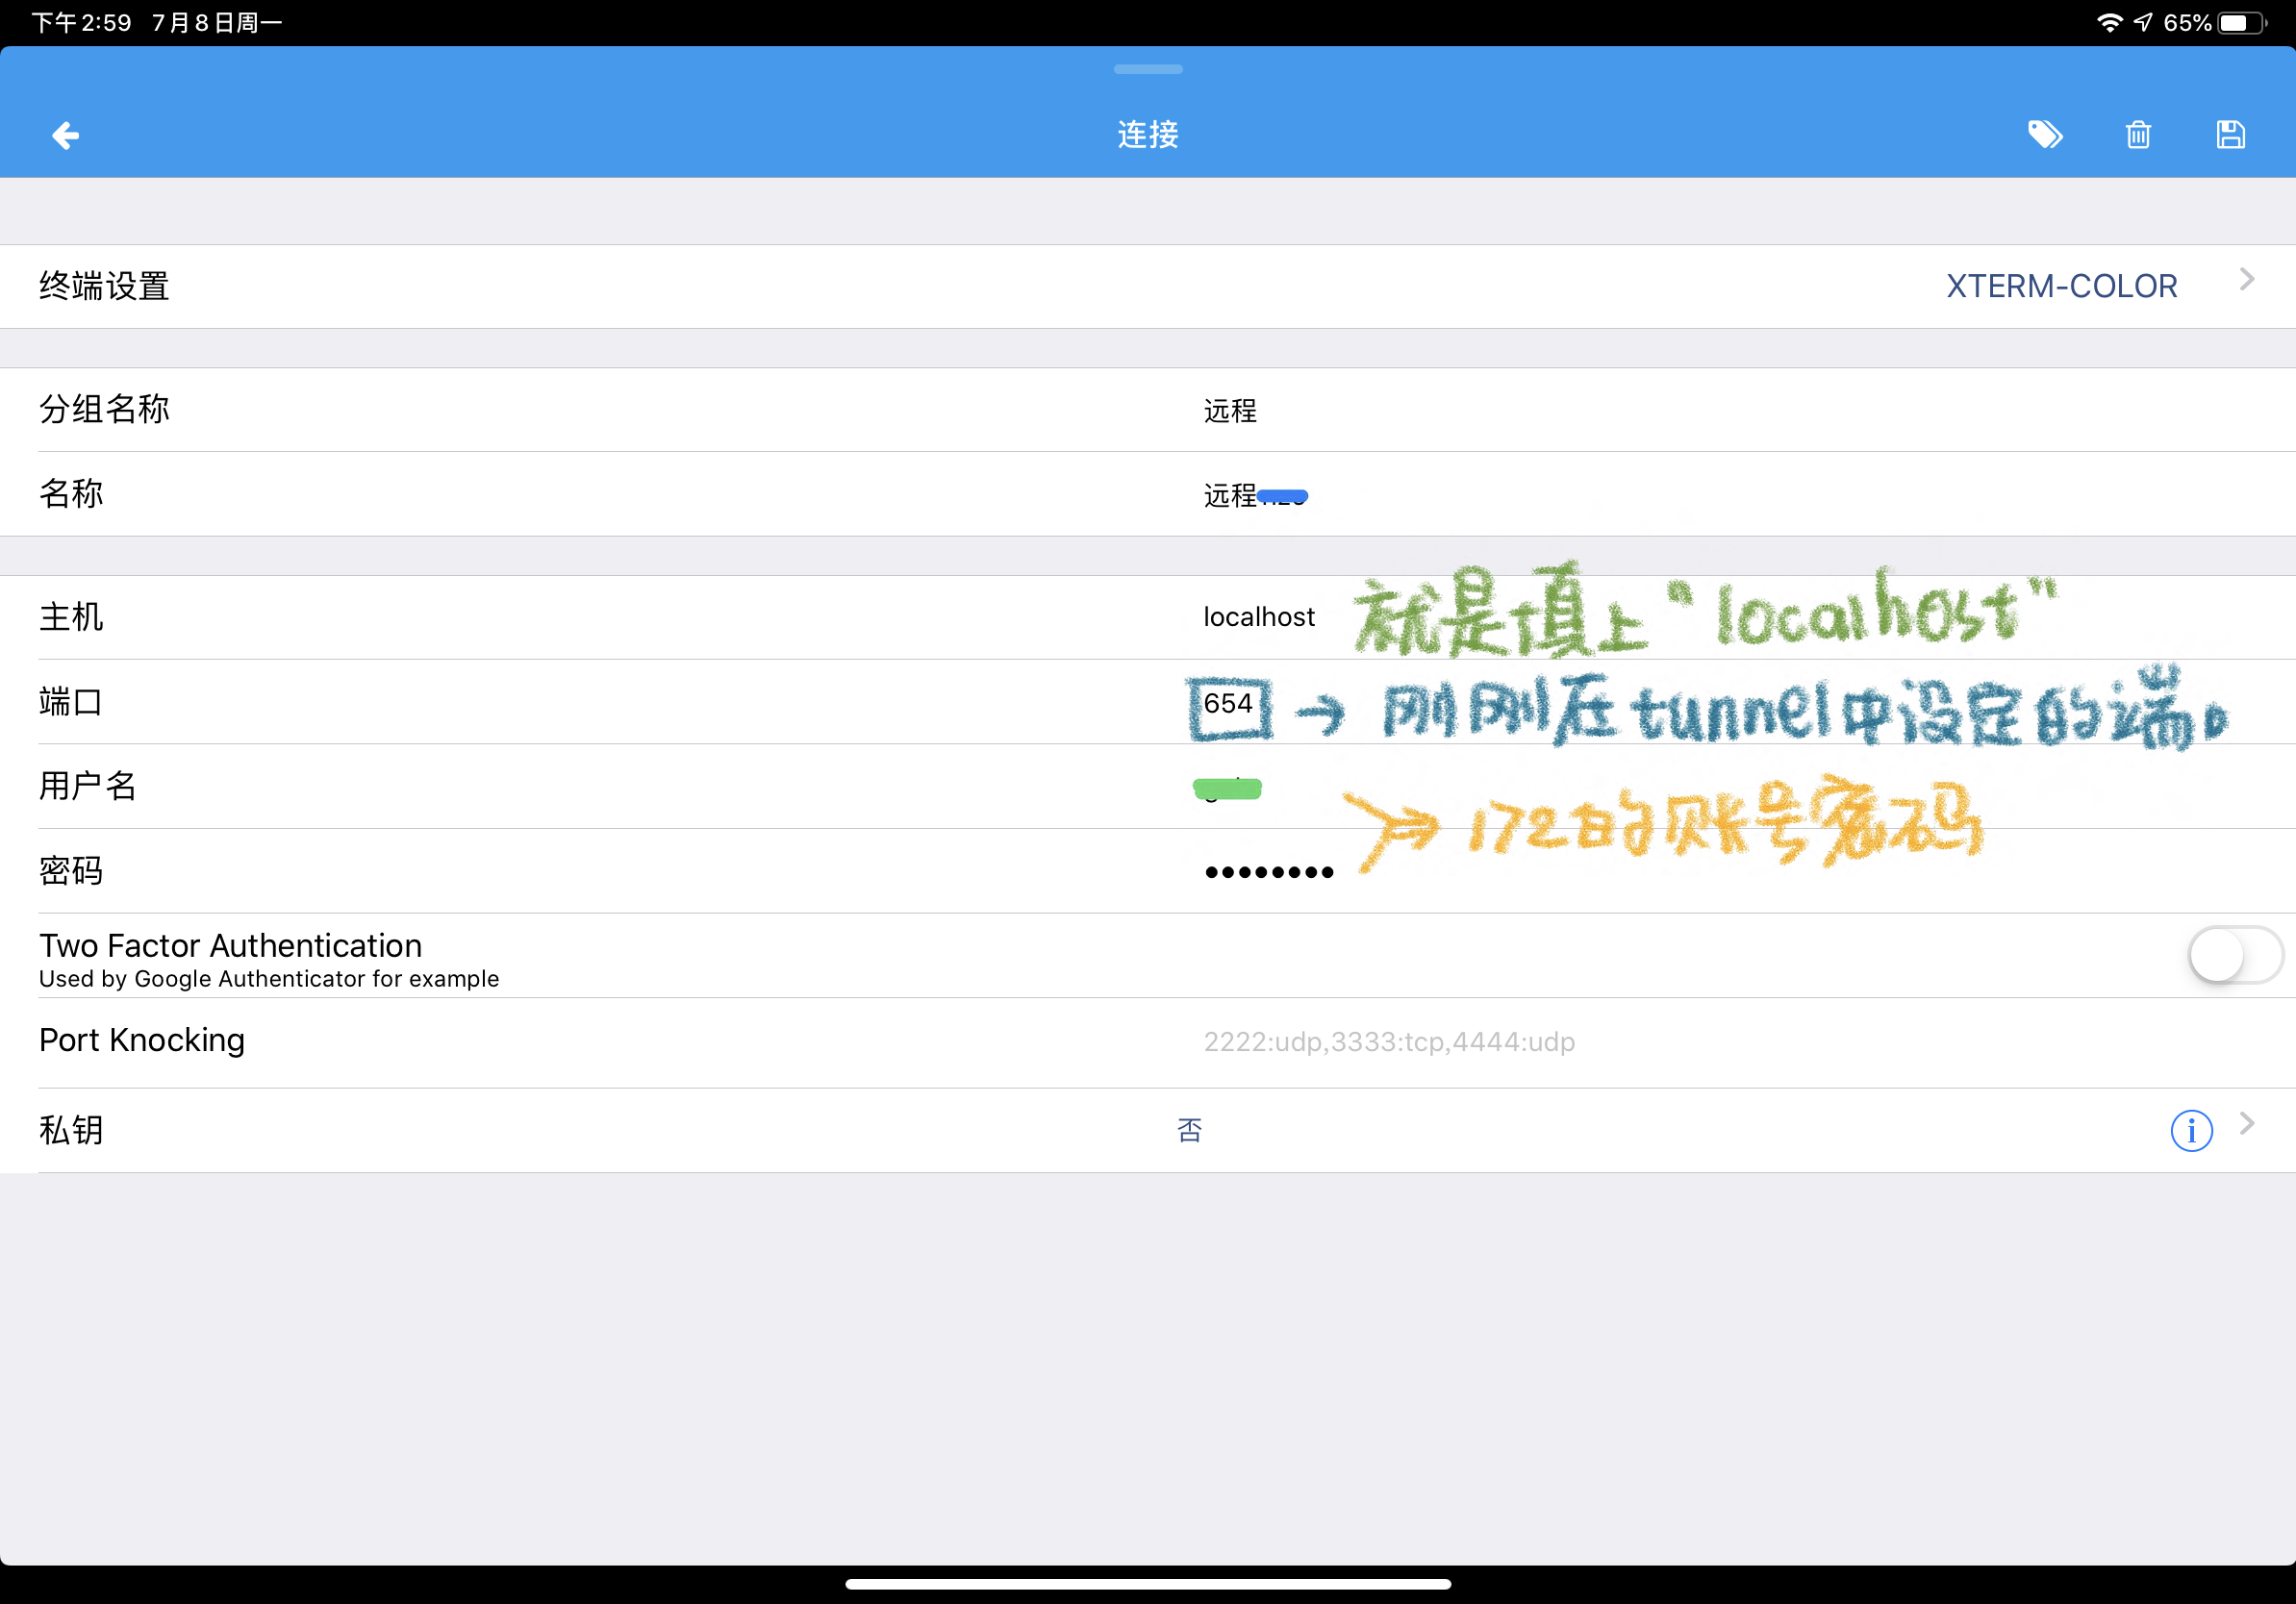 下午2:59 7月8日周一 65%
连接
终端设置 XTERM-COLOR
分组名称 远程
名称 远程
主机 localhost 就是填上“localhost”
端口 654 → 刚刚在tunnel中设定的端口
用户名
172的账号密码
密码 ••••••••
Two Factor Authentication
Used by Google Authenticator for example
Port Knocking 2222:udp,3333:tcp,4444:udp
私钥 否 i